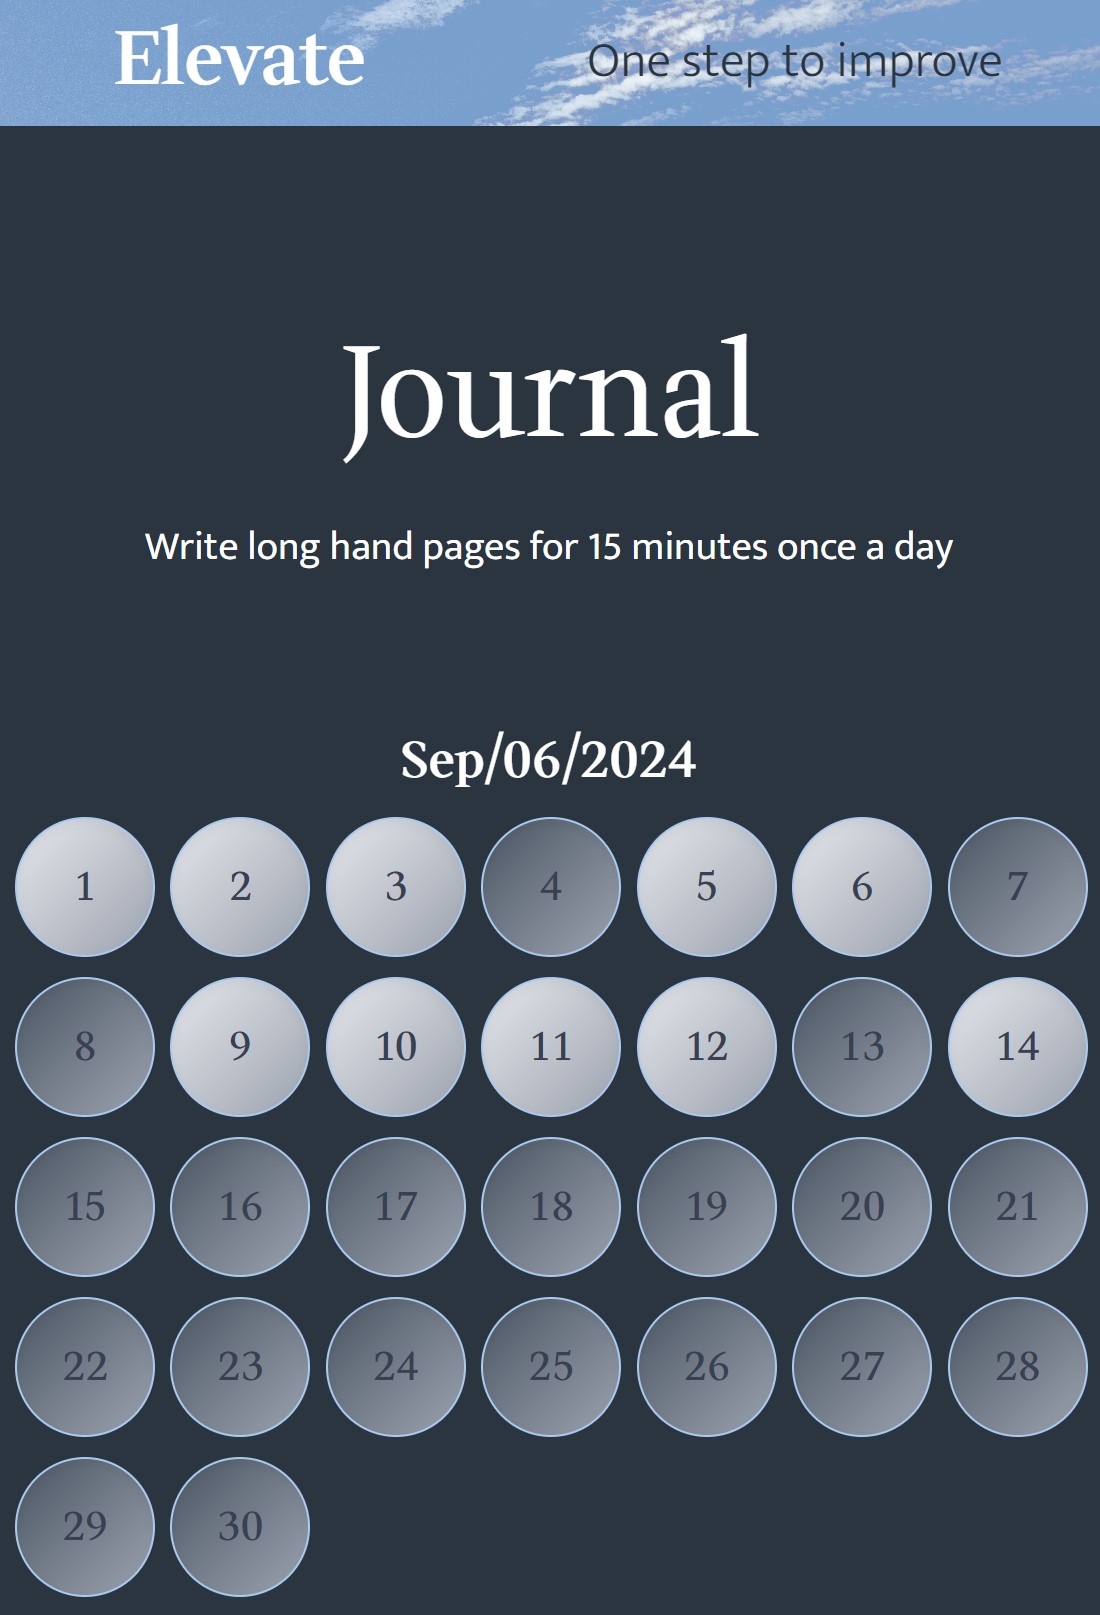 Elevate
One step to improve
Journal
Write long hand pages for 15 minutes once a day
Sep/06/2024
1 2 3 4 5 6 7
8 9 10 11 12 13 14
15 16 17 18 19 20 21
22 23 24 25 26 27 28
29 30